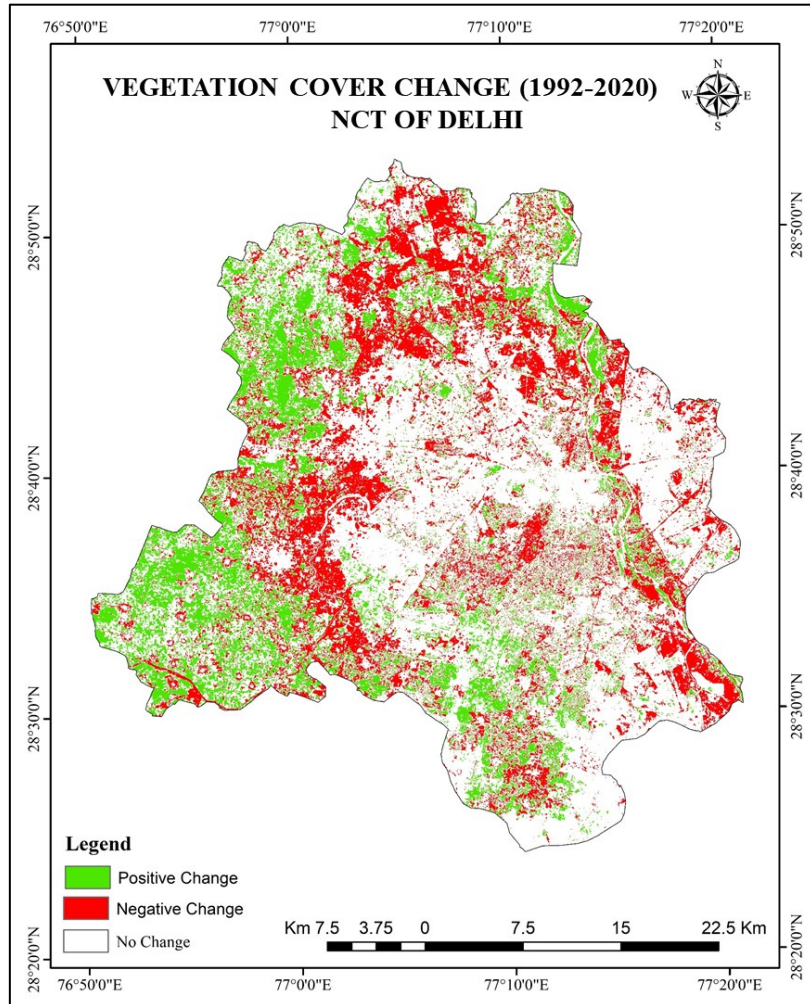 76°50'0"E 77°0'0"E 77°10'0"E 77°20'0"E
VEGETATION COVER CHANGE (1992-2020)
NCT OF DELHI
N
W E
S
28°50'0"N 28°50'0"N
28°40'0"N 28°40'0"N
28°30'0"N 28°30'0"N
Legend
Positive Change
Negative Change
No Change
Km 7.5 3.75 0 7.5 15 22.5 Km
28°20'0"N 28°20'0"N
76°50'0"E 77°0'0"E 77°10'0"E 77°20'0"E